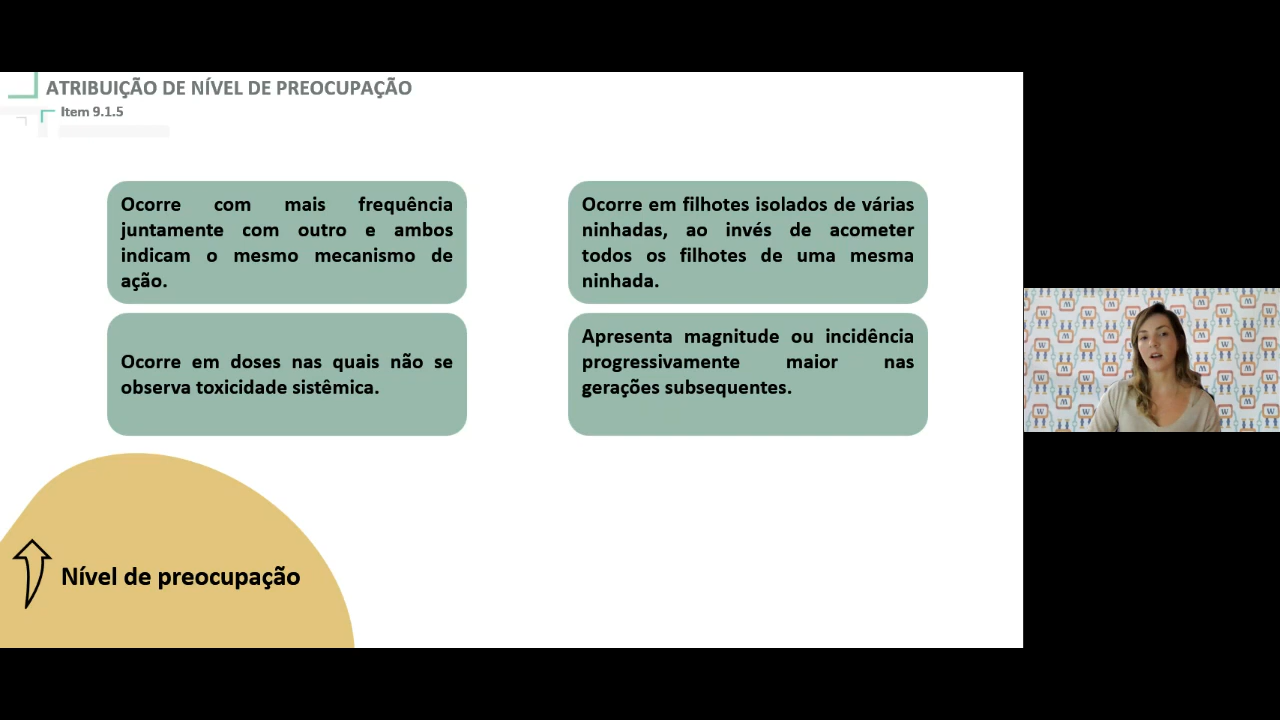 ATRIBUIÇÃO DE NÍVEL DE PREOCUPAÇÃO
Item 9.1.5
Ocorre com mais frequência
juntamente com outro e ambos
indicam o mesmo mecanismo de
ação.
Ocorre em filhotes isolados de várias
ninhadas, ao invés de acometer
todos os filhotes de uma mesma
ninhada.
Ocorre em doses nas quais não se
observa toxicidade sistêmica.
Apresenta magnitude ou incidência
progressivamente maior nas
gerações subsequentes.
Nível de preocupação